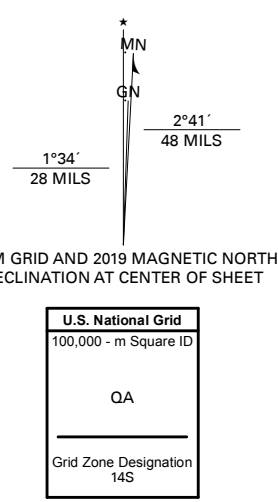 ★
MN
GN
2°41´
48 MILS
1°34´
28 MILS
M GRID AND 2019 MAGNETIC NORTH
ECLINATION AT CENTER OF SHEET
U.S. National Grid
100,000 - m Square ID
QA
Grid Zone Designation
14S